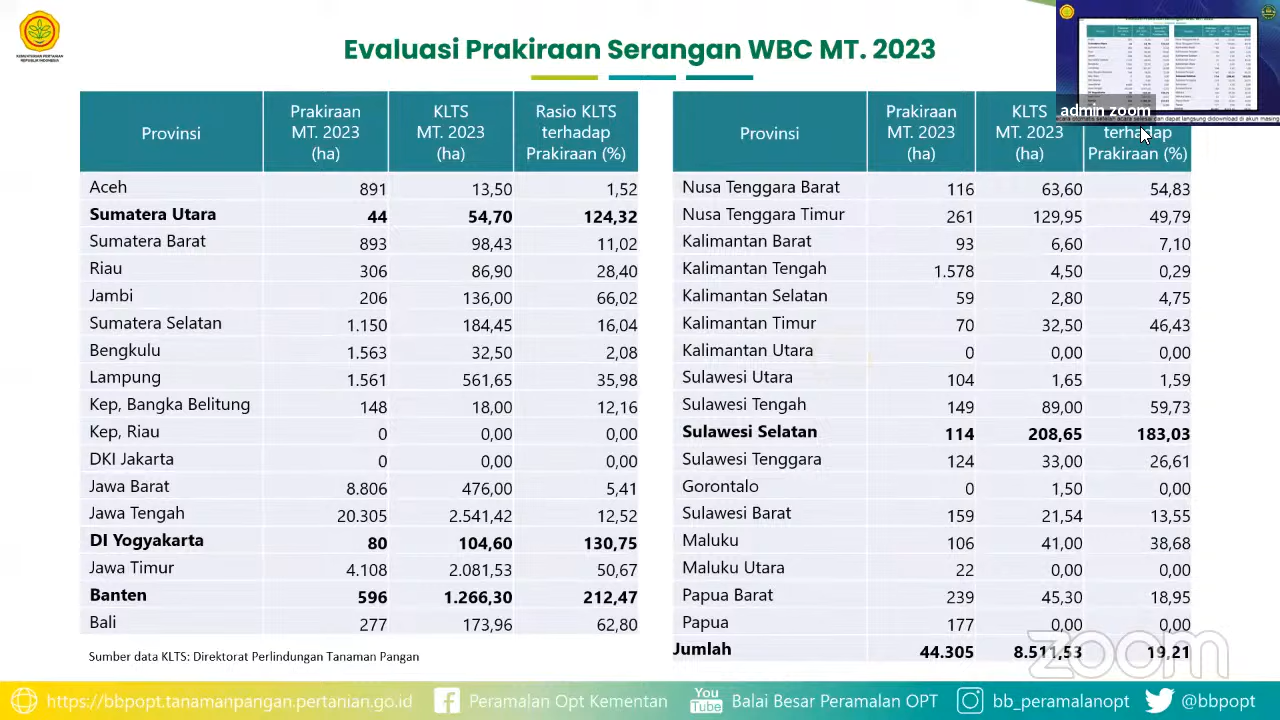 KEMENTERIAN PERTANIAN
REPUBLIK INDONESIA
Evaluasi Ramalan Serangan
MT.
admin zoom
Provinsi | Prakiraan MT. 2023 (ha) | MT. 2023 (ha) | KLTS terhadap Prakiraan (%)
Aceh 891 13,50 1,52
Sumatera Utara 44 54,70 124,32
Sumatera Barat 893 98,43 11,02
Riau 306 86,90 28,40
Jambi 206 136,00 66,02
Sumatera Selatan 1.150 184,45 16,04
Bengkulu 1.563 32,50 2,08
Lampung 1.561 561,65 35,98
Kep, Bangka Belitung 148 18,00 12,16
Kep, Riau 0 0,00 0,00
DKI Jakarta 0 0,00 0,00
Jawa Barat 8.806 476,00 5,41
Jawa Tengah 20.305 2.541,42 12,52
DI Yogyakarta 80 104,60 130,75
Jawa Timur 4.108 2.081,53 50,67
Banten 596 1.266,30 212,47
Bali 277 173,96 62,80
Sumber data KLTS: Direktorat Perlindungan Tanaman Pangan
Provinsi | Prakiraan MT. 2023 (ha) | KLTS MT. 2023 (ha) | terhadap Prakiraan (%)
Nusa Tenggara Barat 116 63,60 54,83
Nusa Tenggara Timur 261 129,95 49,79
Kalimantan Barat 93 6,60 7,10
Kalimantan Tengah 1.578 4,50 0,29
Kalimantan Selatan 59 2,80 4,75
Kalimantan Timur 70 32,50 46,43
Kalimantan Utara 0 0,00 0,00
Sulawesi Utara 104 1,65 1,59
Sulawesi Tengah 149 89,00 59,73
Sulawesi Selatan 114 208,65 183,03
Sulawesi Tenggara 124 33,00 26,61
Gorontalo 0 1,50 0,00
Sulawesi Barat 159 21,54 13,55
Maluku 106 41,00 38,68
Maluku Utara 22 0,00 0,00
Papua Barat 239 45,30 18,95
Papua 177 0,00 0,00
Jumlah 44.305 8.511,53 19,21
zoom
https://bbpopt.tanamanpangan.pertanian.go.id
Peramalan Opt Kementan
You Tube
Balai Besar Peramalan OPT
bb_peramalanopt
@bbpopt